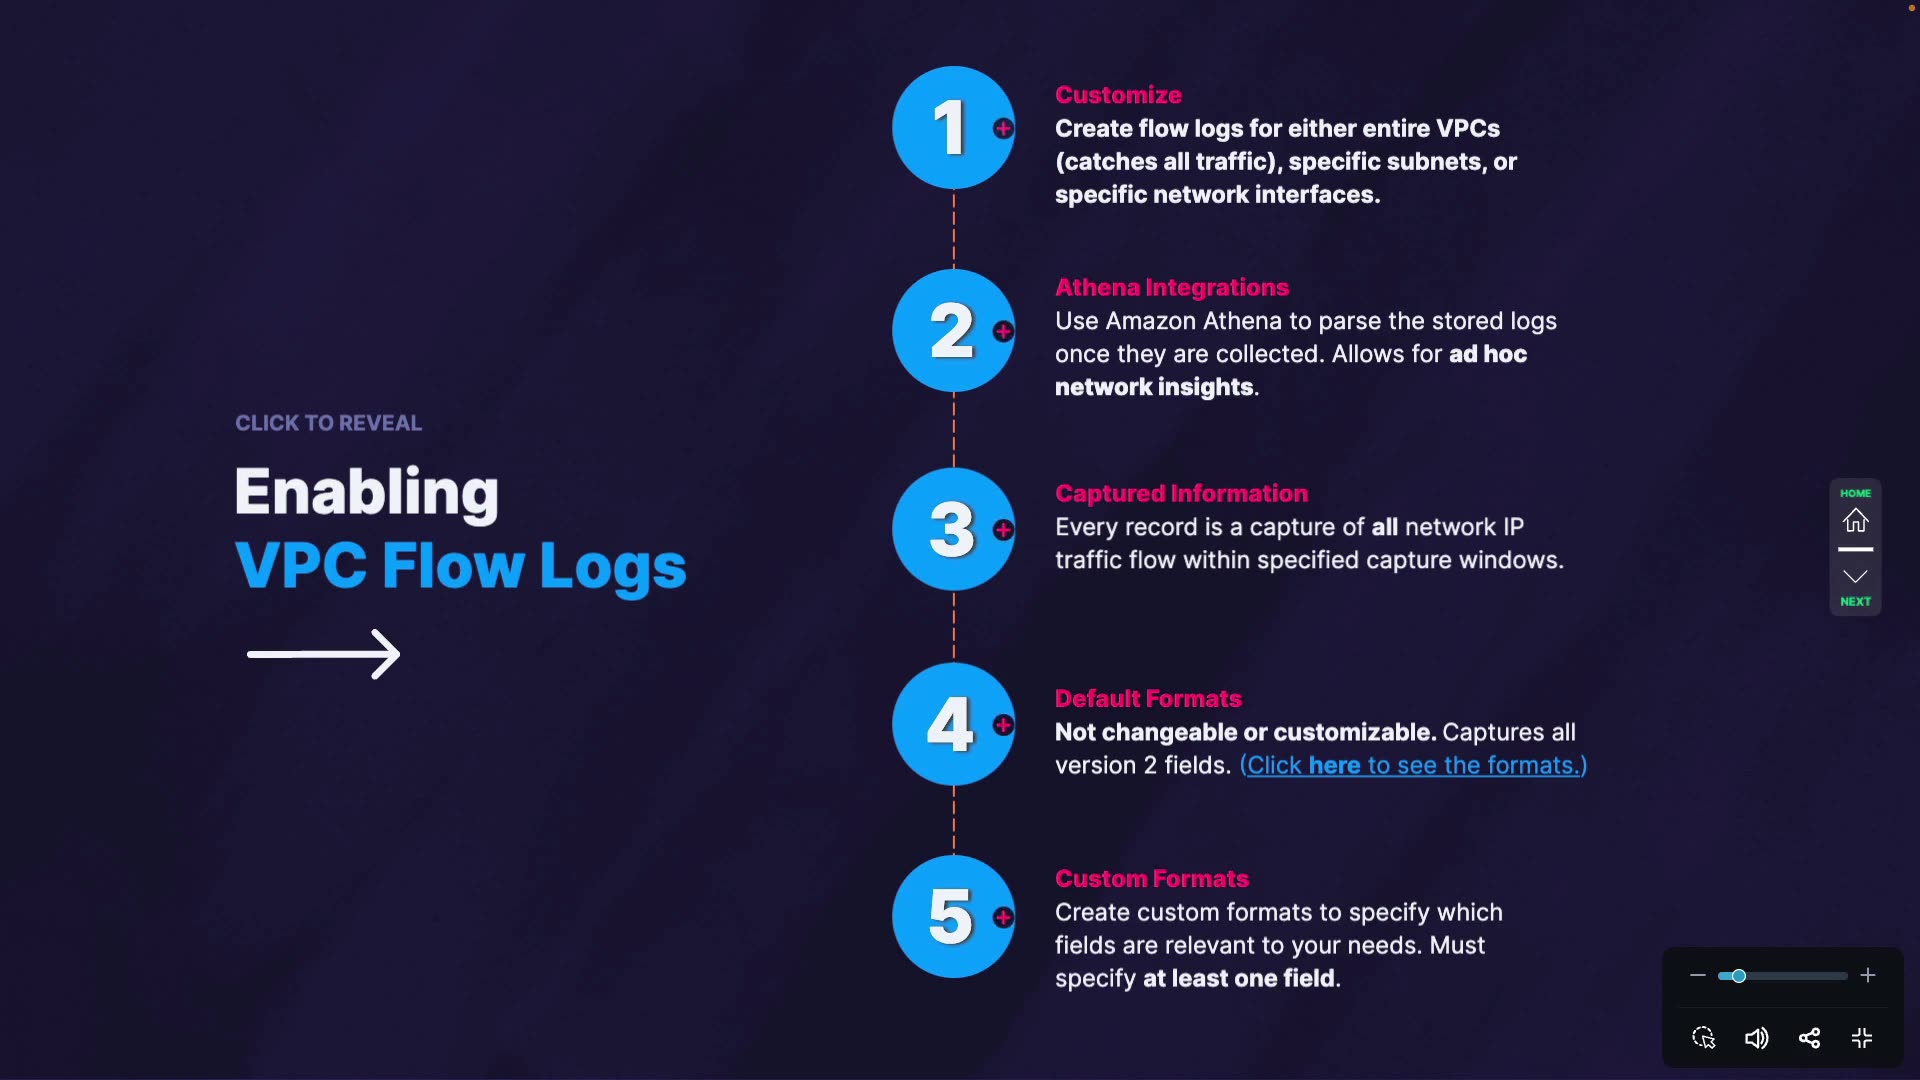 CLICK TO REVEAL
Enabling
VPC Flow Logs
1
Customize
Create flow logs for either entire VPCs
(catches all traffic), specific subnets, or
specific network interfaces.
2
Athena Integrations
Use Amazon Athena to parse the stored logs
once they are collected. Allows for ad hoc
network insights.
3
Captured Information
Every record is a capture of all network IP
traffic flow within specified capture windows.
4
Default Formats
Not changeable or customizable. Captures all
version 2 fields. (Click here to see the formats.)
5
Custom Formats
Create custom formats to specify which
fields are relevant to your needs. Must
specify at least one field.
HOME
NEXT